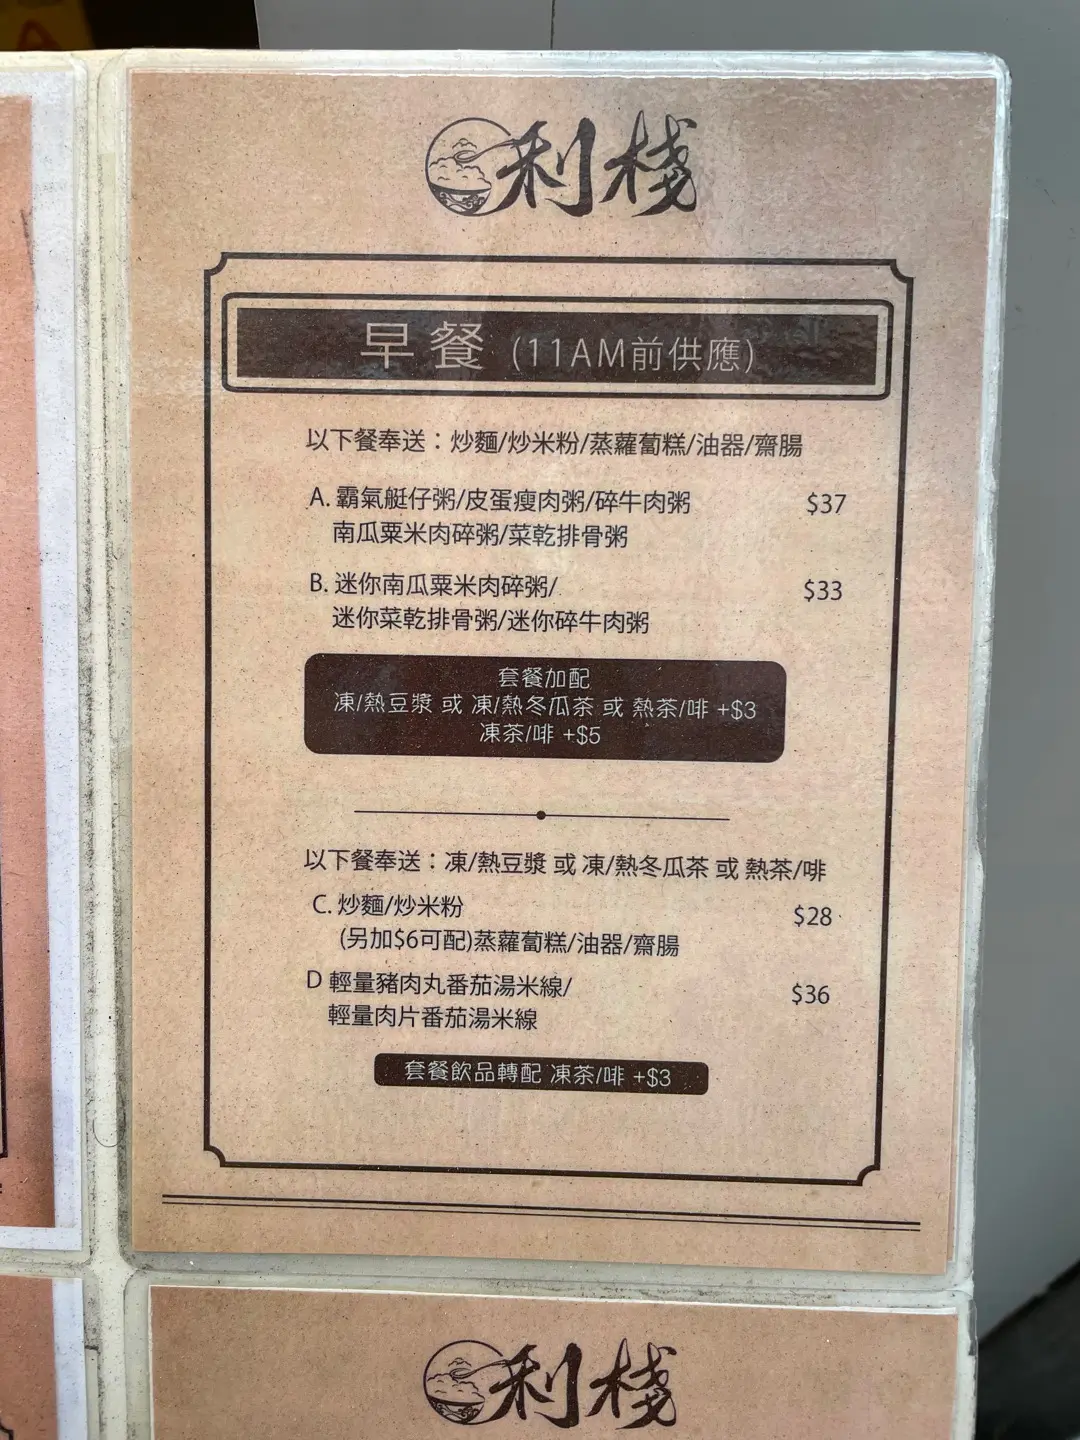 利棧
早餐 (11AM前供應)
以下餐奉送：炒麵/炒米粉/蒸蘿蔔糕/油器/齋腸
A. 霸氣艇仔粥/皮蛋瘦肉粥/碎牛肉粥 $37
南瓜粟米肉碎粥/菜乾排骨粥
B. 迷你南瓜粟米肉碎粥/ $33
迷你菜乾排骨粥/迷你碎牛肉粥
套餐加配
凍/熱豆漿 或 凍/熱冬瓜茶 或 熱茶/啡 +$3
凍茶/啡 +$5
以下餐奉送：凍/熱豆漿 或 凍/熱冬瓜茶 或 熱茶/啡
C. 炒麵/炒米粉 $28
(另加$6可配)蒸蘿蔔糕/油器/齋腸
D 輕量豬肉丸番茄湯米線/ $36
輕量肉片番茄湯米線
套餐飲品轉配 凍茶/啡 +$3
利棧